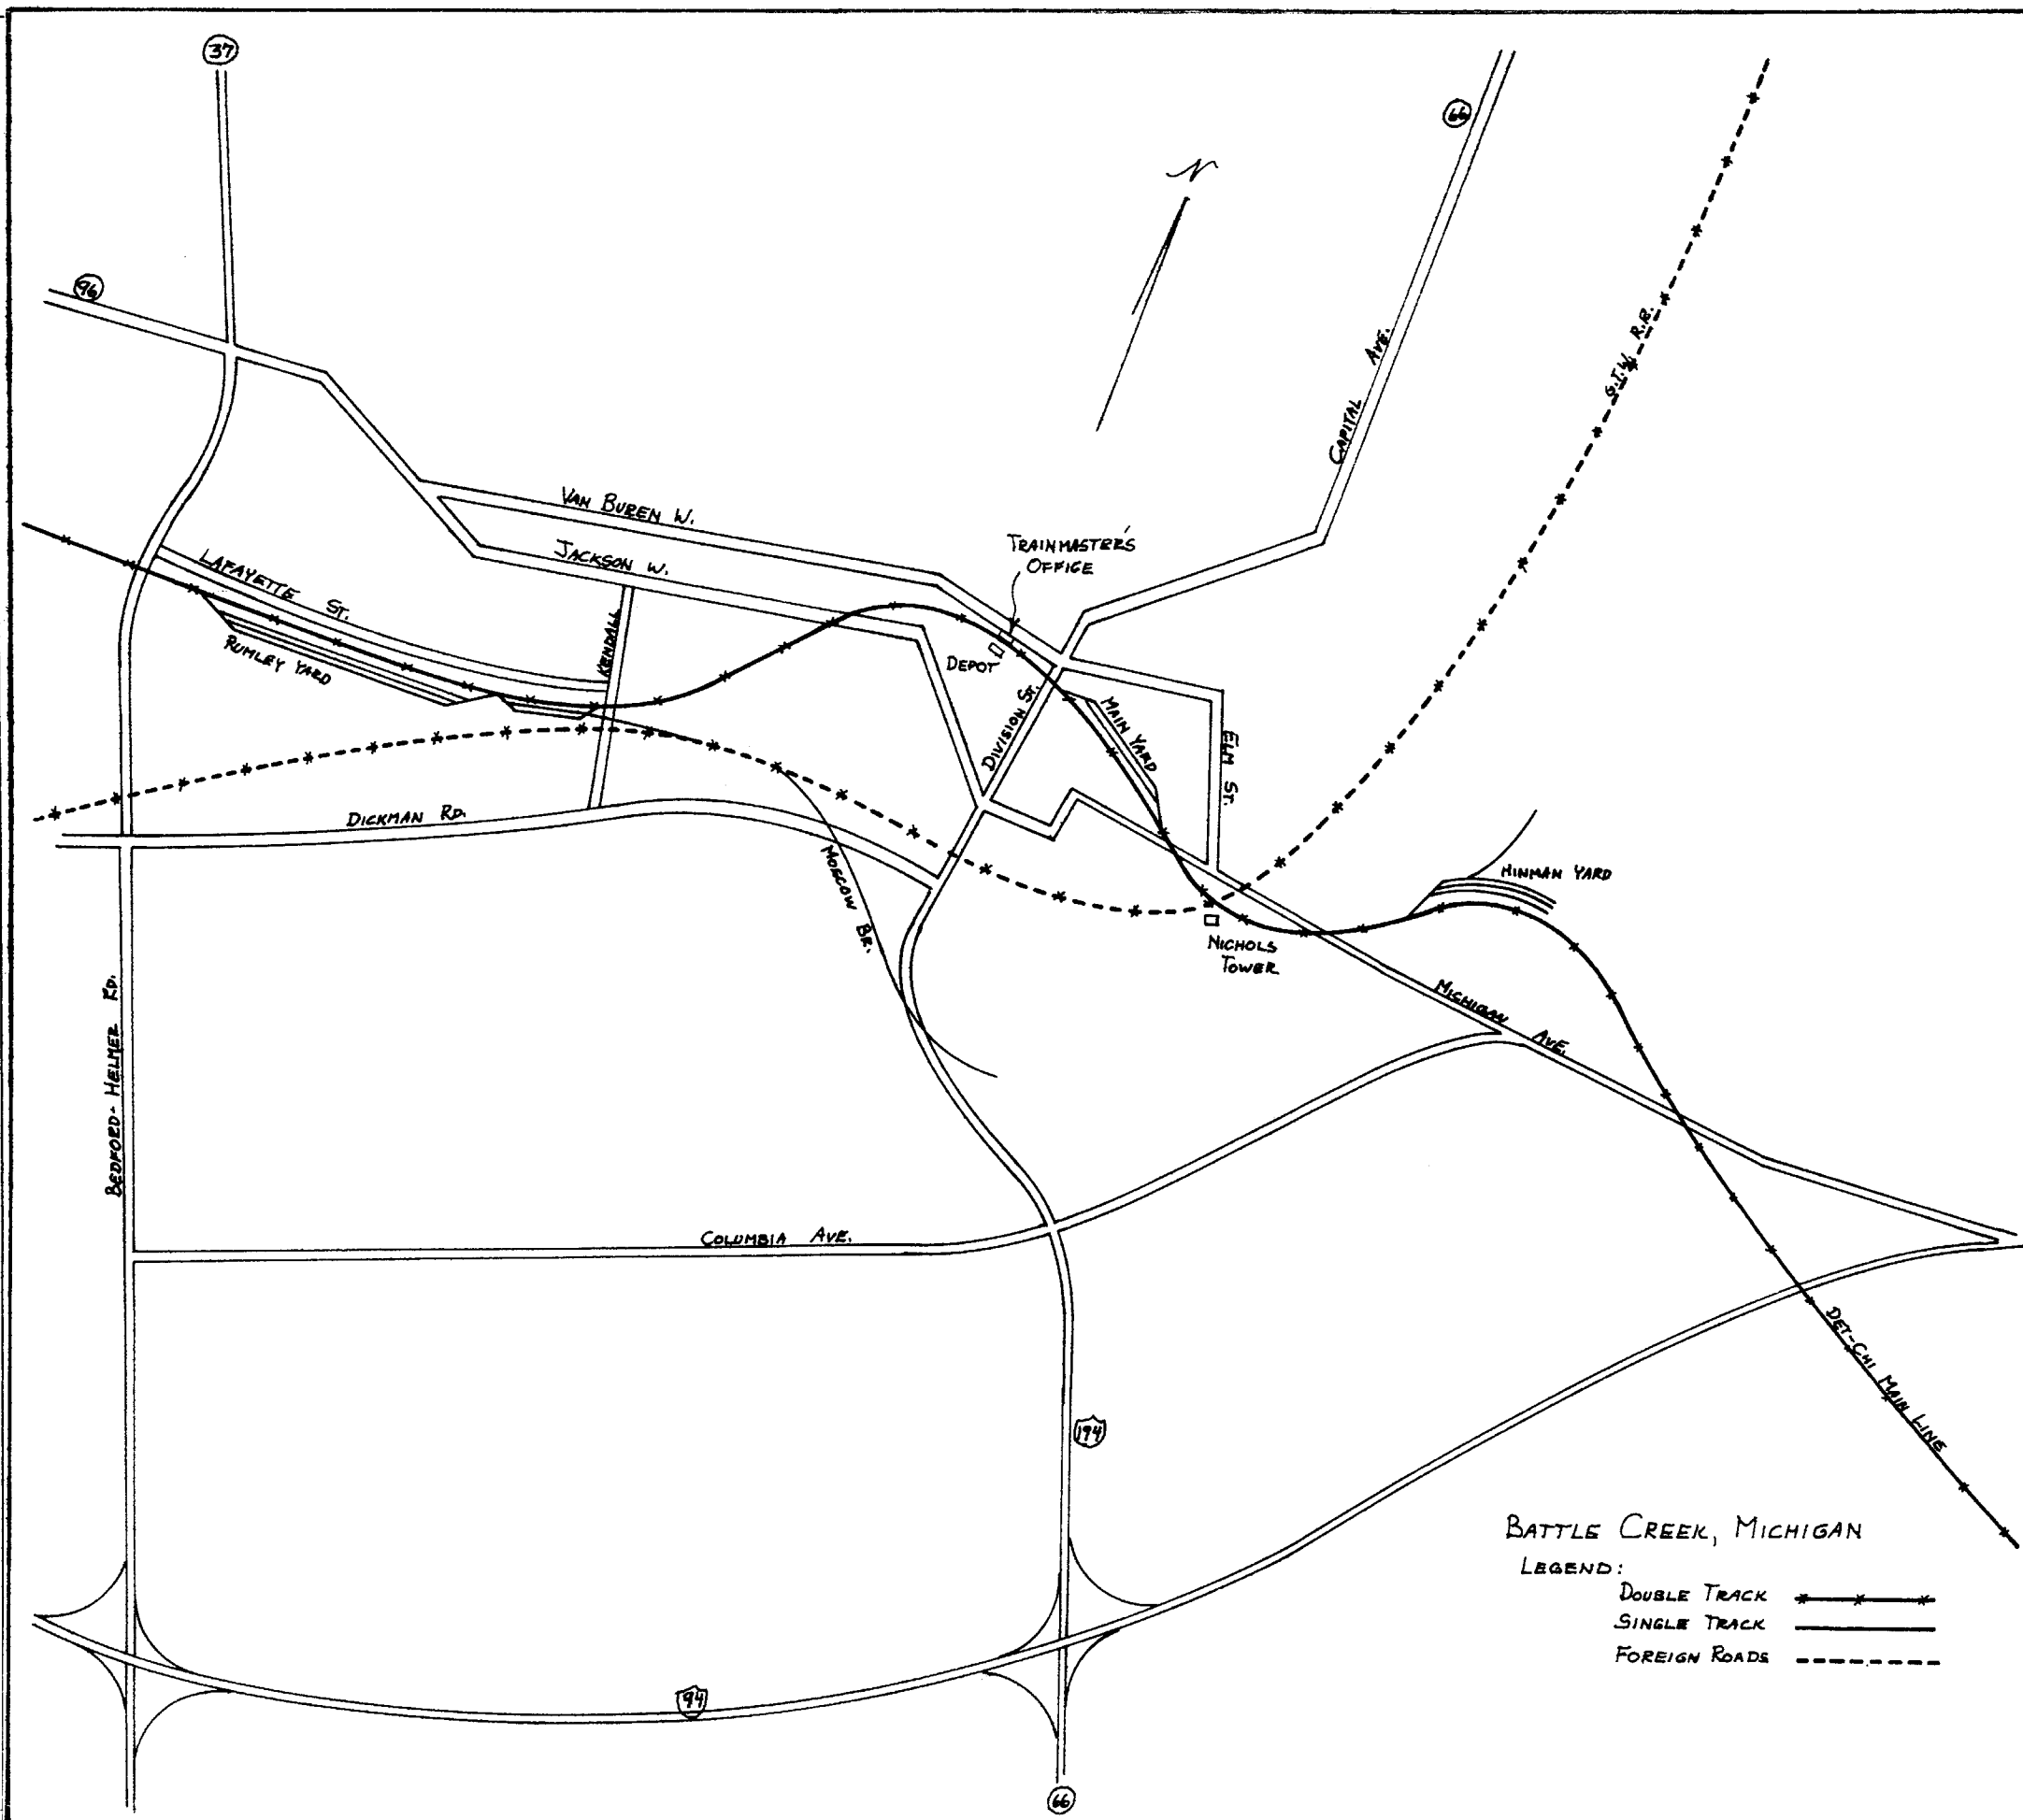 37
66
N
96
G.T.W. R.R.
CAPITAL AVE.
VAN BUREN W.
TRAINMASTER'S
OFFICE
JACKSON W.
LAFAYETTE ST.
KENDALL
RUMLEY YARD
DEPOT
DIVISION ST.
MAIN YARD
ELM ST.
DICKMAN RD.
MOSCOW BR.
HINMAN YARD
NICHOLS
TOWER
MICHIGAN AVE.
BEDFORD-HELMER RD.
COLUMBIA AVE.
DET-CHI MAIN LINE
194
94
66
BATTLE CREEK, MICHIGAN
LEGEND:
DOUBLE TRACK
SINGLE TRACK
FOREIGN ROADS